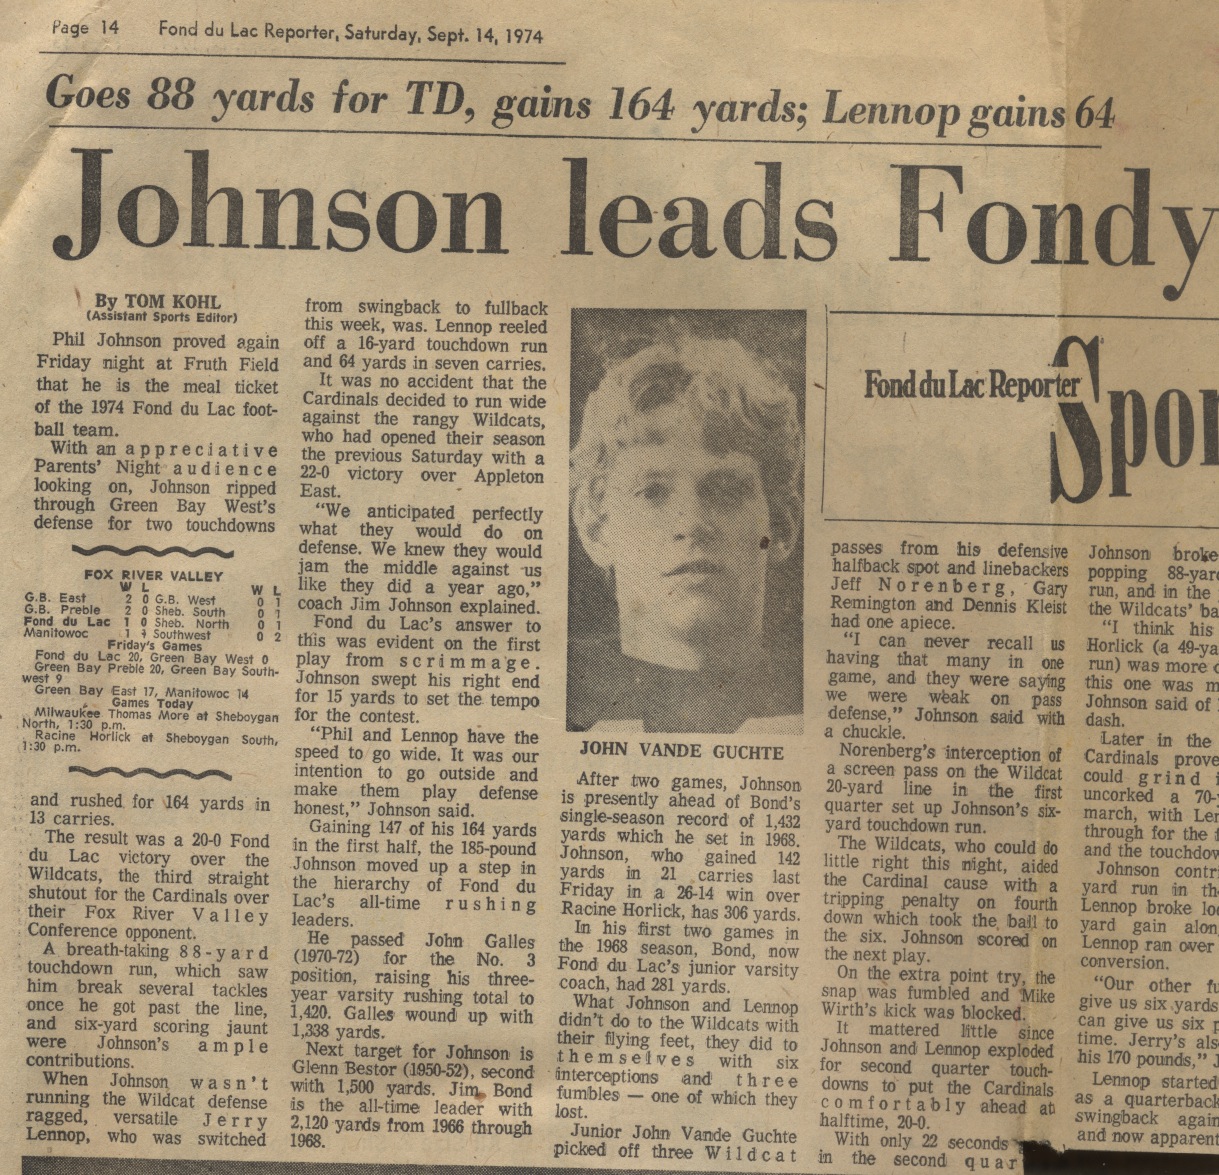 Page 14 Fond du Lac Reporter, Saturday, Sept. 14, 1974
Goes 88 yards for TD, gains 164 yards; Lennop gains 64
Johnson leads Fondy
By TOM KOHL
(Assistant Sports Editor)
Phil Johnson proved again
Friday night at Fruth Field
that he is the meal ticket
of the 1974 Fond du Lac foot-
ball team.
With an appreciative
Parents' Night audience
looking on, Johnson ripped
through Green Bay West's
defense for two touchdowns
FOX RIVER VALLEY
W L W L
G.B. East 2 0 G.B. West 0 1
G.B. Preble 2 0 Sheb. South 0 1
Fond du Lac 1 0 Sheb. North 0 1
Manitowoc 1 1 Southwest 0 2
Friday's Games
Fond du Lac 20, Green Bay West 0
Green Bay Preble 20, Green Bay South-
west 9
Green Bay East 17, Manitowoc 14
Games Today
Milwaukee Thomas More at Sheboygan
North, 1:30 p.m.
Racine Horlick at Sheboygan South,
1:30 p.m.
and rushed for 164 yards in
13 carries.
The result was a 20-0 Fond
du Lac victory over the
Wildcats, the third straight
shutout for the Cardinals over
their Fox River Valley
Conference opponent.
A breath-taking 88-yard
touchdown run, which saw
him break several tackles
once he got past the line,
and six-yard scoring jaunt
were Johnson's ample
contributions.
When Johnson wasn't
running the Wildcat defense
ragged, versatile Jerry
Lennop, who was switched
from swingback to fullback
this week, was. Lennop reeled
off a 16-yard touchdown run
and 64 yards in seven carries.
It was no accident that the
Cardinals decided to run wide
against the rangy Wildcats,
who had opened their season
the previous Saturday with a
22-0 victory over Appleton
East.
"We anticipated perfectly
what they would do on
defense. We knew they would
jam the middle against us
like they did a year ago,"
coach Jim Johnson explained.
Fond du Lac's answer to
this was evident on the first
play from scrimmage.
Johnson swept his right end
for 15 yards to set the tempo
for the contest.
"Phil and Lennop have the
speed to go wide. It was our
intention to go outside and
make them play defense
honest," Johnson said.
Gaining 147 of his 164 yards
in the first half, the 185-pound
Johnson moved up a step in
the hierarchy of Fond du
Lac's all-time rushing
leaders.
He passed John Galles
(1970-72) for the No. 3
position, raising his three-
year varsity rushing total to
1,420. Galles wound up with
1,338 yards.
Next target for Johnson is
Glenn Bestor (1950-52), second
with 1,500 yards. Jim Bond
is the all-time leader with
2,120 yards from 1966 through
1968.
JOHN VANDE GUCHTE
After two games, Johnson
is presently ahead of Bond's
single-season record of 1,432
yards which he set in 1968.
Johnson, who gained 142
yards in 21 carries last
Friday in a 26-14 win over
Racine Horlick, has 306 yards.
In his first two games in
the 1968 season, Bond, now
Fond du Lac's junior varsity
coach, had 281 yards.
What Johnson and Lennop
didn't do to the Wildcats with
their flying feet, they did to
themselves with six
interceptions and three
fumbles — one of which they
lost.
Junior John Vande Guchte
picked off three Wildcat
Fond du Lac Reporter
Spor
passes from his defensive
halfback spot and linebackers
Jeff Norenberg, Gary
Remington and Dennis Kleist
had one apiece.
"I can never recall us
having that many in one
game, and they were saying
we were weak on pass
defense," Johnson said with
a chuckle.
Norenberg's interception of
a screen pass on the Wildcat
20-yard line in the first
quarter set up Johnson's six-
yard touchdown run.
The Wildcats, who could do
little right this night, aided
the Cardinal cause with a
tripping penalty on fourth
down which took the ball to
the six. Johnson scored on
the next play.
On the extra point try, the
snap was fumbled and Mike
Wirth's kick was blocked.
It mattered little since
Johnson and Lennop exploded
for second quarter touch-
downs to put the Cardinals
comfortably ahead at
halftime, 20-0.
With only 22 seconds
in the second quar
Johnson broke
popping 88-yar
run, and in the
the Wildcats' ba
"I think his
Horlick (a 49-ya
run) was more
this one was m
Johnson said of
dash.
Later in the
Cardinals prove
could grind
uncorked a 70-
march, with Ler
through for the f
and the touchdow
Johnson contri
yard run in th
Lennop broke loo
yard gain alon
Lennop ran over
conversion.
"Our other fu
give us six yards
can give us six p
time. Jerry's als
his 170 pounds," J
Lennop started
as a quarterback
swingback again
and now apparent